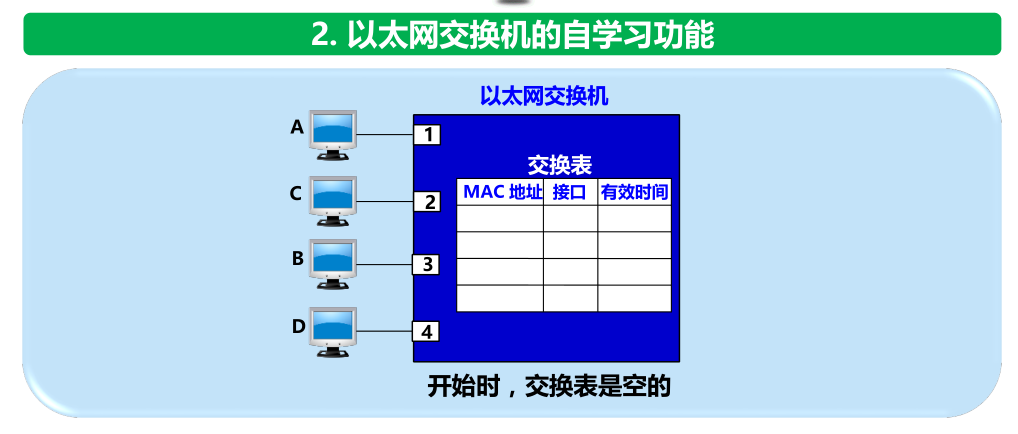 2. 以太网交换机的自学习功能
以太网交换机
A
1
交换表
MAC 地址 接口 有效时间
C
2
B
3
D
4
开始时，交换表是空的